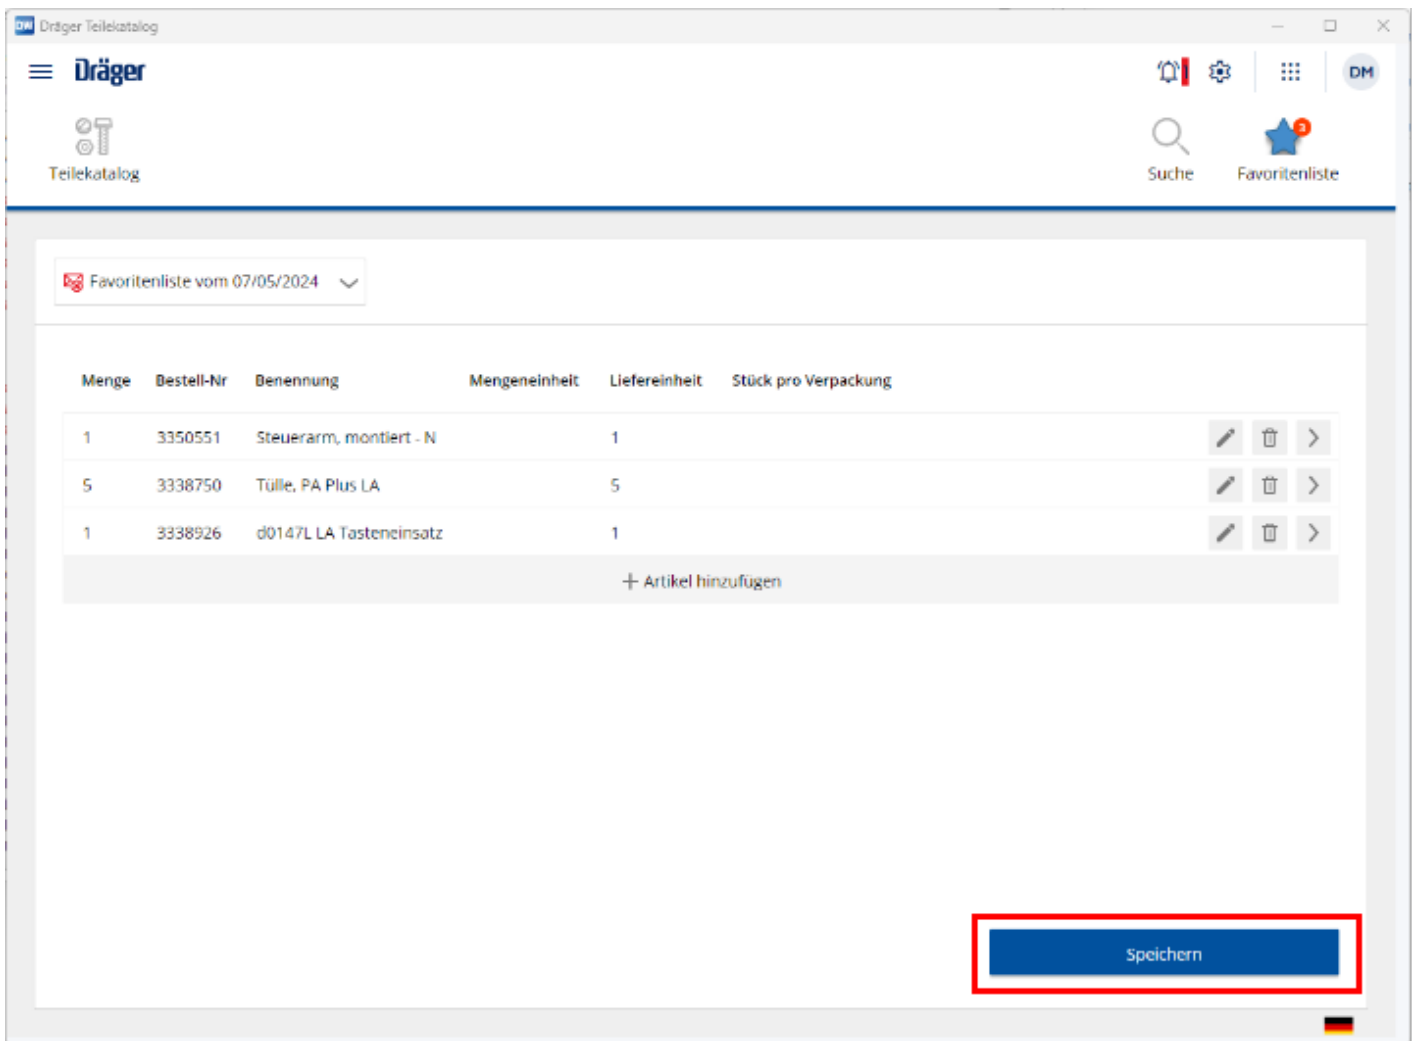 DW Dräger Teilekatalog
Dräger
DM
Teilekatalog
Suche
3
Favoritenliste
Favoritenliste vom 07/05/2024
Menge Bestell-Nr Benennung Mengeneinheit Liefereinheit Stück pro Verpackung
1 3350551 Steuerarm, montiert - N 1
5 3338750 Tülle, PA Plus LA 5
1 3338926 d0147L LA Tasteneinsatz 1
+ Artikel hinzufügen
Speichern